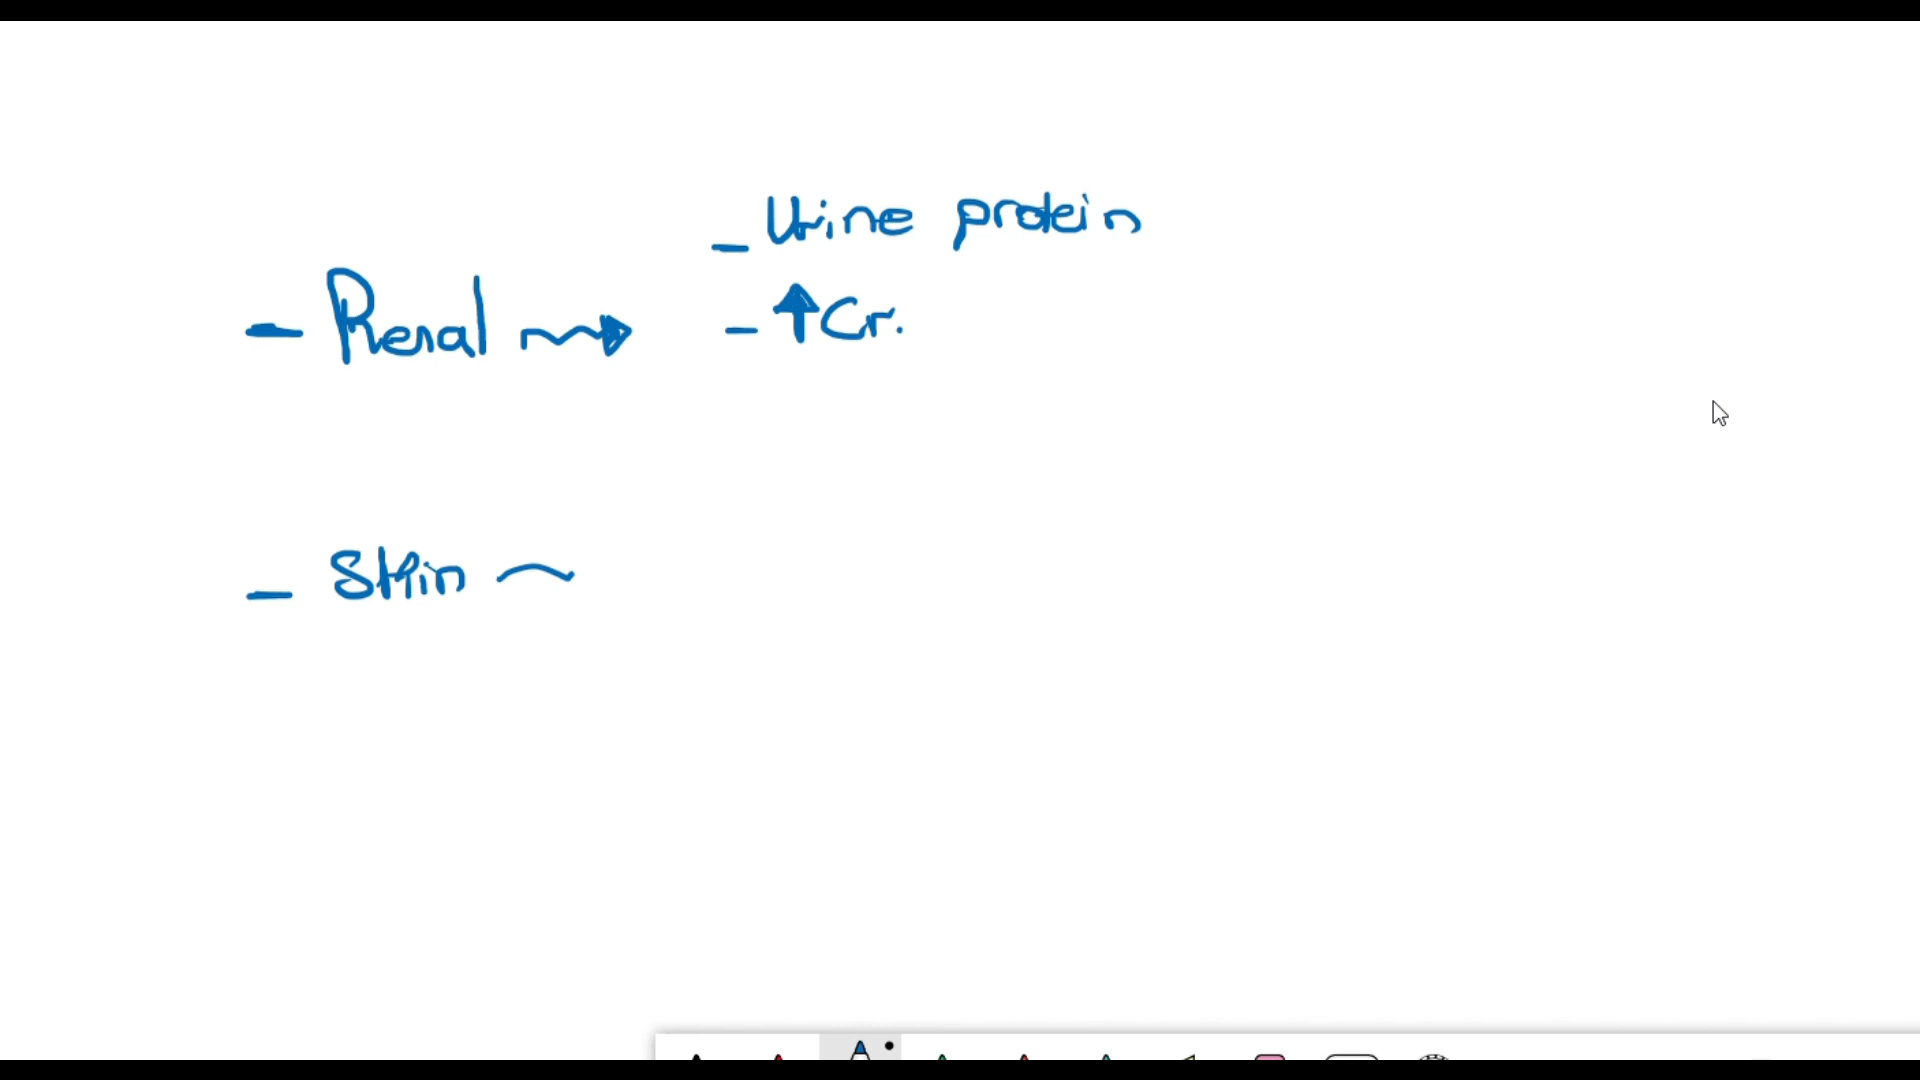 - Urine protein
- Renal → - ↑Cr.
- Skin ~